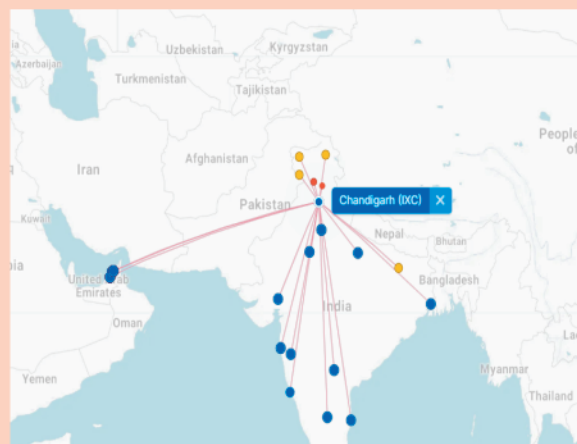 Uzbekistan
Kyrgyzstan
Azerbaijan
Turkmenistan
Tajikistan
People
of
Iran
Afghanistan
Pakistan
Chandigarh (IXC) X
Kuwait
Nepal
Bhutan
United Arab
Emirates
Bangladesh
Oman
India
Myanmar
Yemen
Thailand